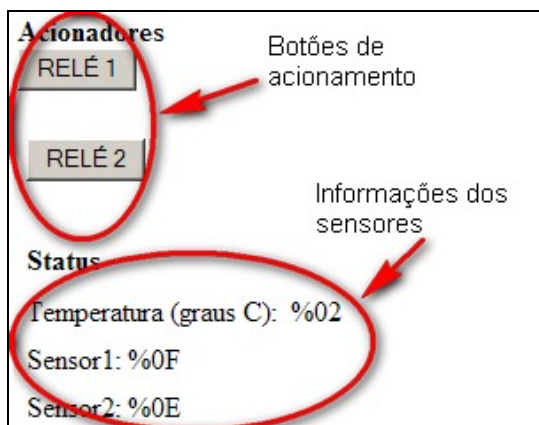 Acionadores
RELÉ 1
Botões de
acionamento
RELÉ 2
Informações dos
sensores
Status
Temperatura (graus C): %02
Sensor1: %0F
Sensor2: %0E